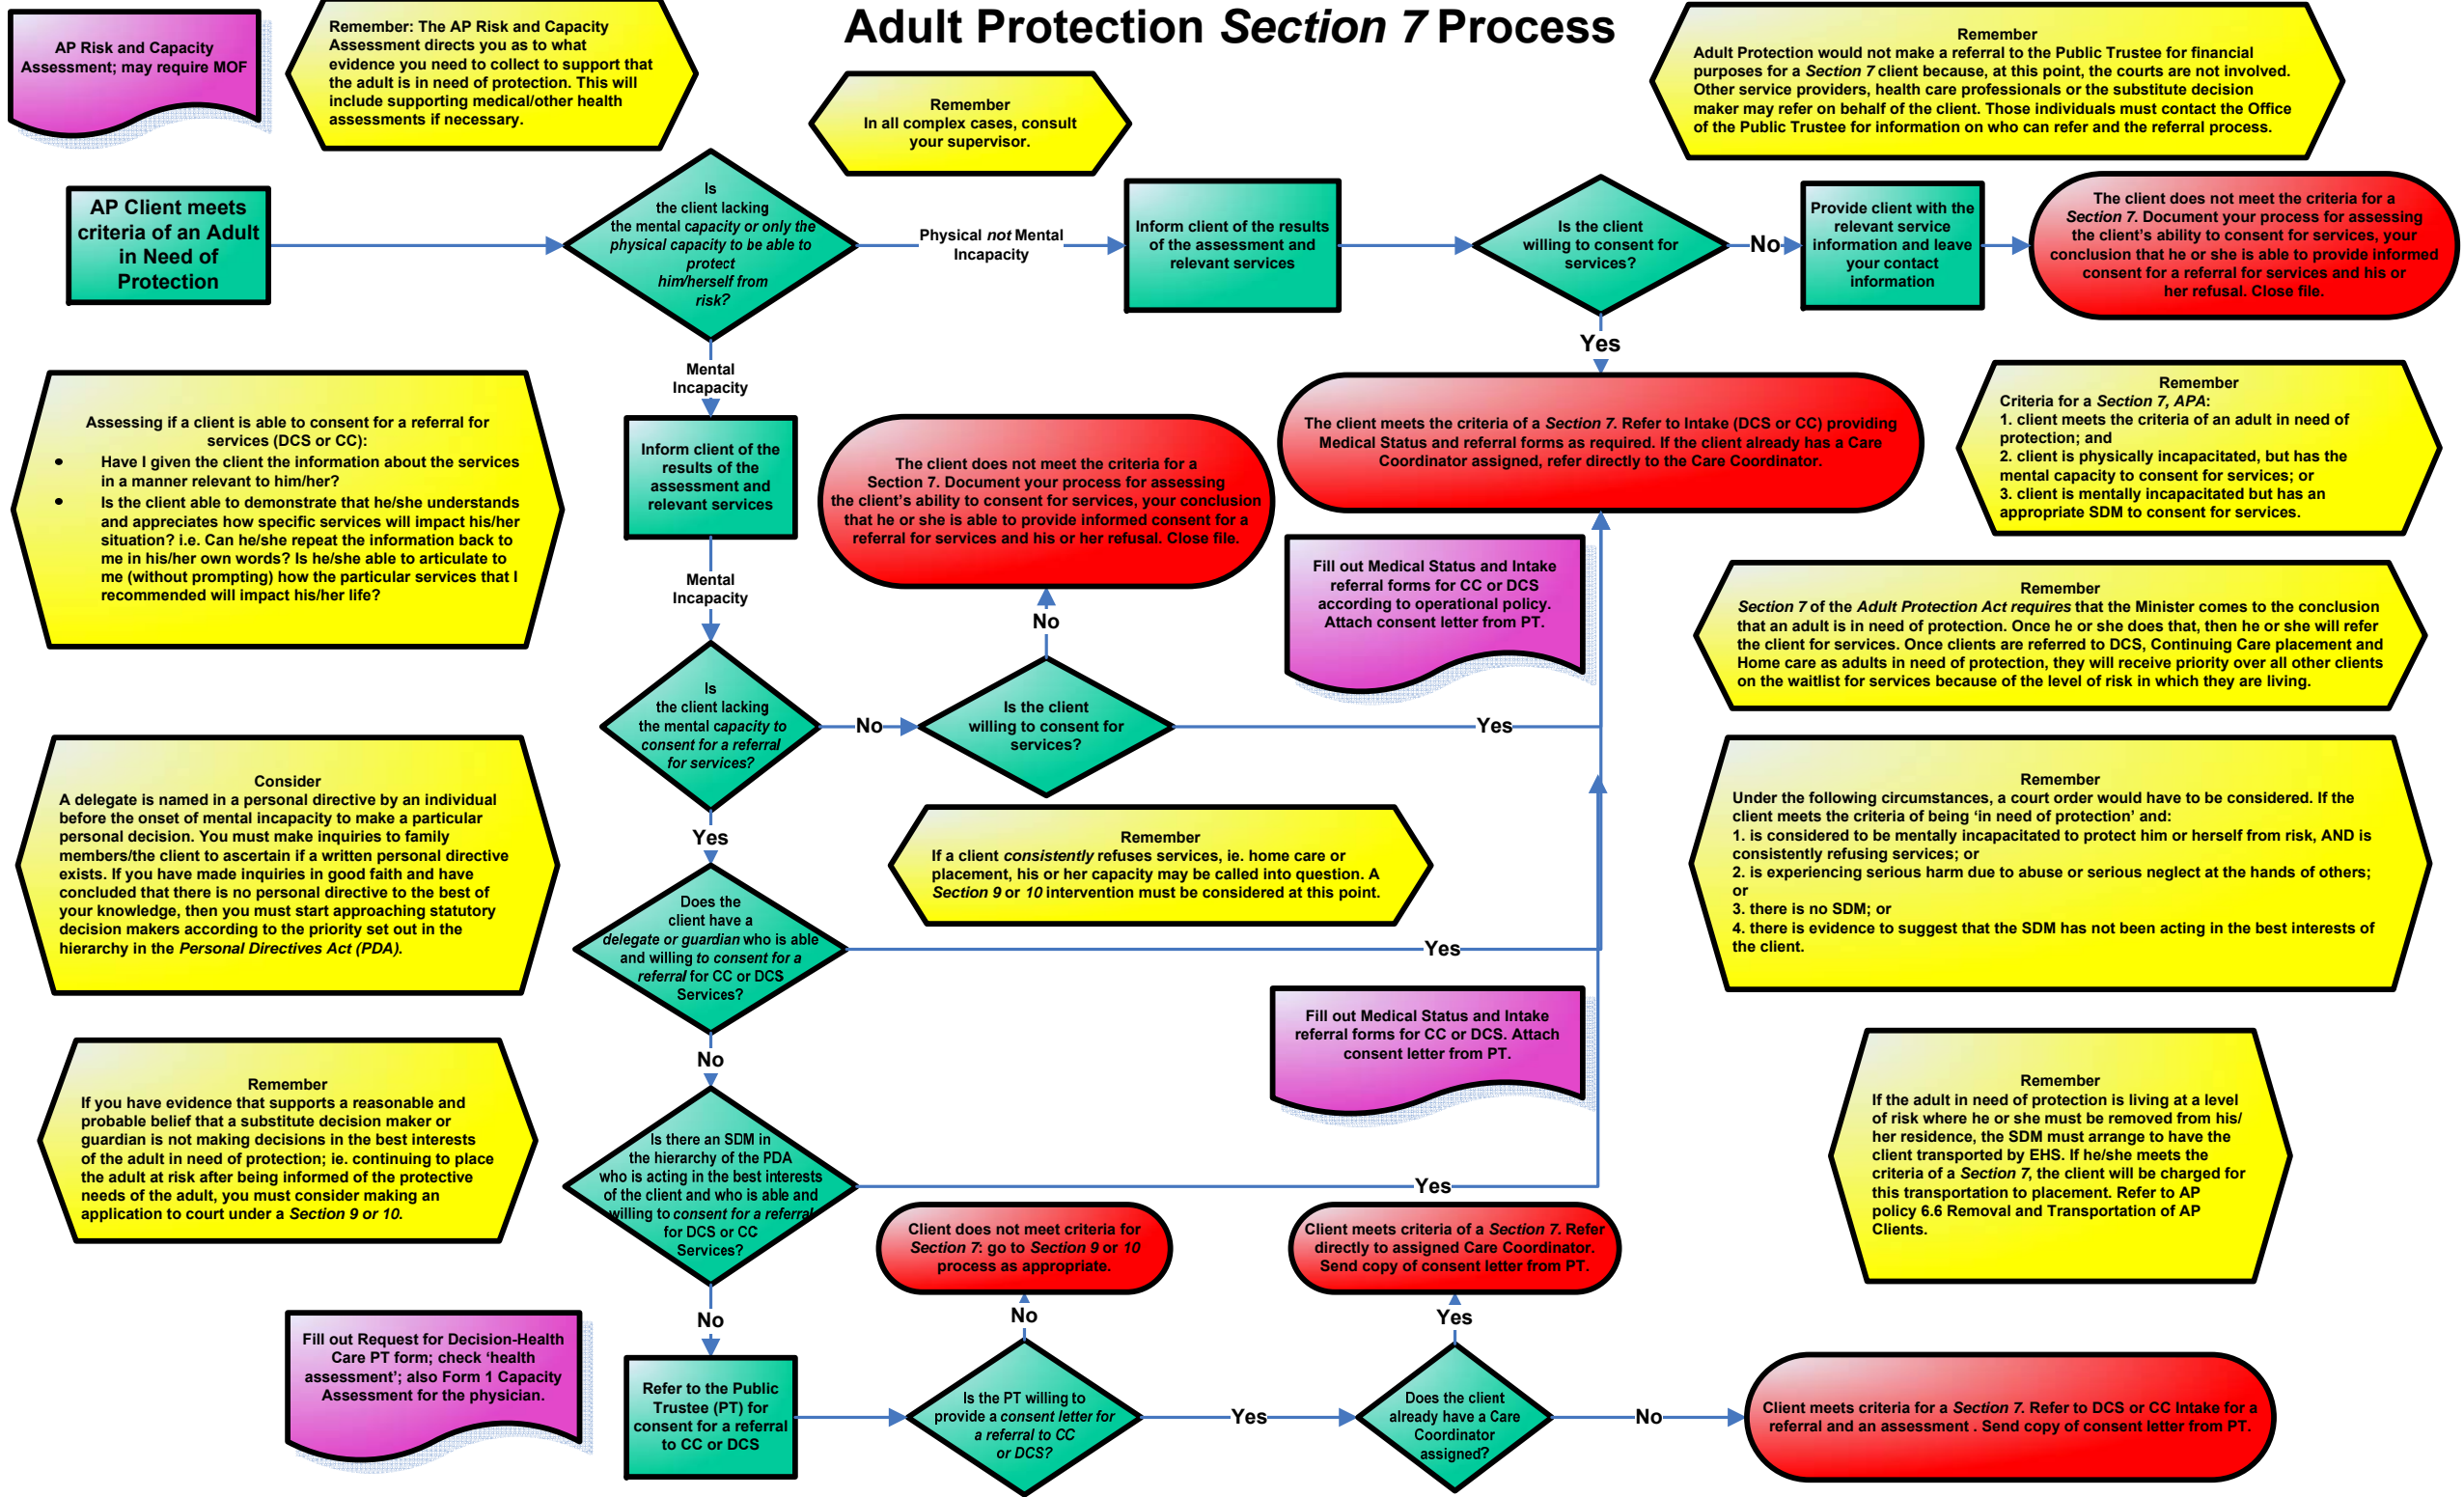 Adult Protection Section 7 Process
AP Risk and Capacity
Assessment; may require MOF
Remember: The AP Risk and Capacity
Assessment directs you as to what
evidence you need to collect to support that
the adult is in need of protection. This will
include supporting medical/other health
assessments if necessary.
Remember
In all complex cases, consult
your supervisor.
Remember
Adult Protection would not make a referral to the Public Trustee for financial
purposes for a Section 7 client because, at this point, the courts are not involved.
Other service providers, health care professionals or the substitute decision
maker may refer on behalf of the client. Those individuals must contact the Office
of the Public Trustee for information on who can refer and the referral process.
AP Client meets
criteria of an Adult
in Need of
Protection
Is
the client lacking
the mental capacity or only the
physical capacity to be able to
protect
him/herself from
risk?
Physical not Mental
Incapacity
Inform client of the results
of the assessment and
relevant services
Is the client
willing to consent for
services?
No
Provide client with the
relevant service
information and leave
your contact
information
The client does not meet the criteria for a
Section 7. Document your process for assessing
the client's ability to consent for services, your
conclusion that he or she is able to provide informed
consent for a referral for services and his or
her refusal. Close file.
Yes
Mental
Incapacity
Assessing if a client is able to consent for a referral for
services (DCS or CC):
• Have I given the client the information about the services
in a manner relevant to him/her?
• Is the client able to demonstrate that he/she understands
and appreciates how specific services will impact his/her
situation? i.e. Can he/she repeat the information back to
me in his/her own words? Is he/she able to articulate to
me (without prompting) how the particular services that I
recommended will impact his/her life?
Inform client of the
results of the
assessment and
relevant services
The client does not meet the criteria for a
Section 7. Document your process for assessing
the client's ability to consent for services, your conclusion
that he or she is able to provide informed consent for a
referral for services and his or her refusal. Close file.
The client meets the criteria of a Section 7. Refer to Intake (DCS or CC) providing
Medical Status and referral forms as required. If the client already has a Care
Coordinator assigned, refer directly to the Care Coordinator.
Remember
Criteria for a Section 7, APA:
1. client meets the criteria of an adult in need of
protection; and
2. client is physically incapacitated, but has the
mental capacity to consent for services; or
3. client is mentally incapacitated but has an
appropriate SDM to consent for services.
Mental
Incapacity
No
Fill out Medical Status and Intake
referral forms for CC or DCS
according to operational policy.
Attach consent letter from PT.
Remember
Section 7 of the Adult Protection Act requires that the Minister comes to the conclusion
that an adult is in need of protection. Once he or she does that, then he or she will refer
the client for services. Once clients are referred to DCS, Continuing Care placement and
Home care as adults in need of protection, they will receive priority over all other clients
on the waitlist for services because of the level of risk in which they are living.
Is
the client lacking
the mental capacity to
consent for a referral
for services?
No
Is the client
willing to consent for
services?
Yes
Consider
A delegate is named in a personal directive by an individual
before the onset of mental incapacity to make a particular
personal decision. You must make inquiries to family
members/the client to ascertain if a written personal directive
exists. If you have made inquiries in good faith and have
concluded that there is no personal directive to the best of
your knowledge, then you must start approaching statutory
decision makers according to the priority set out in the
hierarchy in the Personal Directives Act (PDA).
Yes
Remember
If a client consistently refuses services, ie. home care or
placement, his or her capacity may be called into question. A
Section 9 or 10 intervention must be considered at this point.
Remember
Under the following circumstances, a court order would have to be considered. If the
client meets the criteria of being 'in need of protection' and:
1. is considered to be mentally incapacitated to protect him or herself from risk, AND is
consistently refusing services; or
2. is experiencing serious harm due to abuse or serious neglect at the hands of others;
or
3. there is no SDM; or
4. there is evidence to suggest that the SDM has not been acting in the best interests of
the client.
Does the
client have a
delegate or guardian who is able
and willing to consent for a
referral for CC or DCS
Services?
Yes
Fill out Medical Status and Intake
referral forms for CC or DCS. Attach
consent letter from PT.
No
Remember
If you have evidence that supports a reasonable and
probable belief that a substitute decision maker or
guardian is not making decisions in the best interests
of the adult in need of protection; ie. continuing to place
the adult at risk after being informed of the protective
needs of the adult, you must consider making an
application to court under a Section 9 or 10.
Is there an SDM in
the hierarchy of the PDA
who is acting in the best interests
of the client and who is able and
willing to consent for a referral
for DCS or CC
Services?
Yes
Remember
If the adult in need of protection is living at a level
of risk where he or she must be removed from his/
her residence, the SDM must arrange to have the
client transported by EHS. If he/she meets the
criteria of a Section 7, the client will be charged for
this transportation to placement. Refer to AP
policy 6.6 Removal and Transportation of AP
Clients.
Client does not meet criteria for
Section 7: go to Section 9 or 10
process as appropriate.
Client meets criteria of a Section 7. Refer
directly to assigned Care Coordinator.
Send copy of consent letter from PT.
No
No
Yes
Fill out Request for Decision-Health
Care PT form; check 'health
assessment'; also Form 1 Capacity
Assessment for the physician.
Refer to the Public
Trustee (PT) for
consent for a referral
to CC or DCS
Is the PT willing to
provide a consent letter for
a referral to CC
or DCS?
Yes
Does the client
already have a Care
Coordinator
assigned?
No
Client meets criteria for a Section 7. Refer to DCS or CC Intake for a
referral and an assessment . Send copy of consent letter from PT.